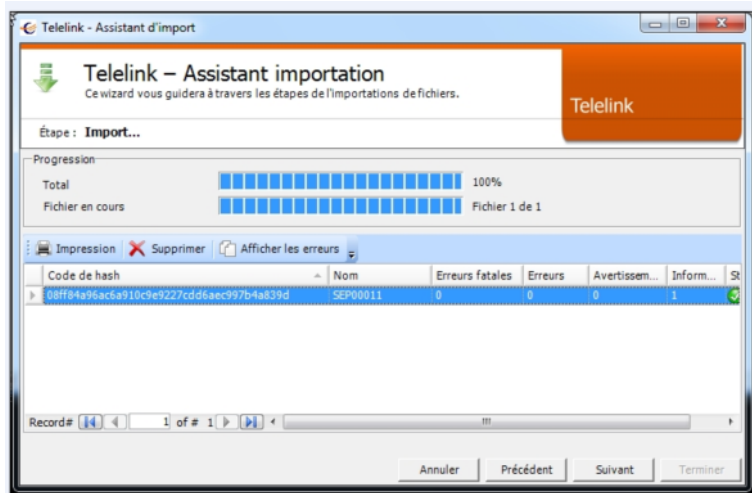 Telelink - Assistant d'import
Telelink – Assistant importation
Ce wizard vous guidera à travers les étapes de l'importations de fichiers.
Telelink
Étape : Import...
Progression
Total 100%
Fichier en cours Fichier 1 de 1
Impression Supprimer Afficher les erreurs
Code de hash Nom Erreurs fatales Erreurs Avertissem... Inform... St
08ff84a96ac6a910c9e9227cdd6aec997b4a839d SEP00011 0 0 0 1
Record# 1 of # 1
Annuler Précédent Suivant Terminer